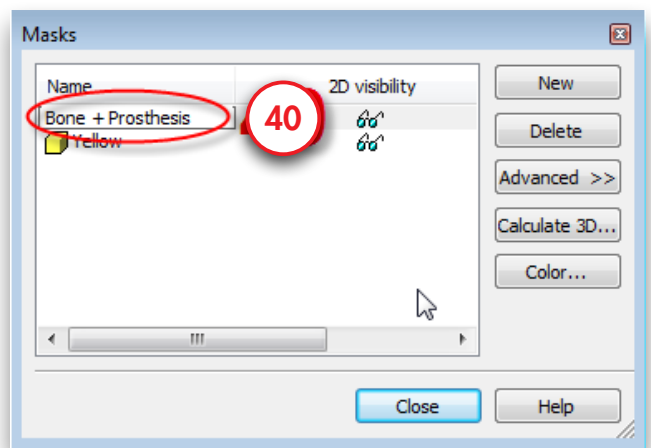 Masks
Name 2D visibility New
Bone + Prosthesis 40
Yellow Delete
Advanced >>
Calculate 3D...
Color...
Close Help